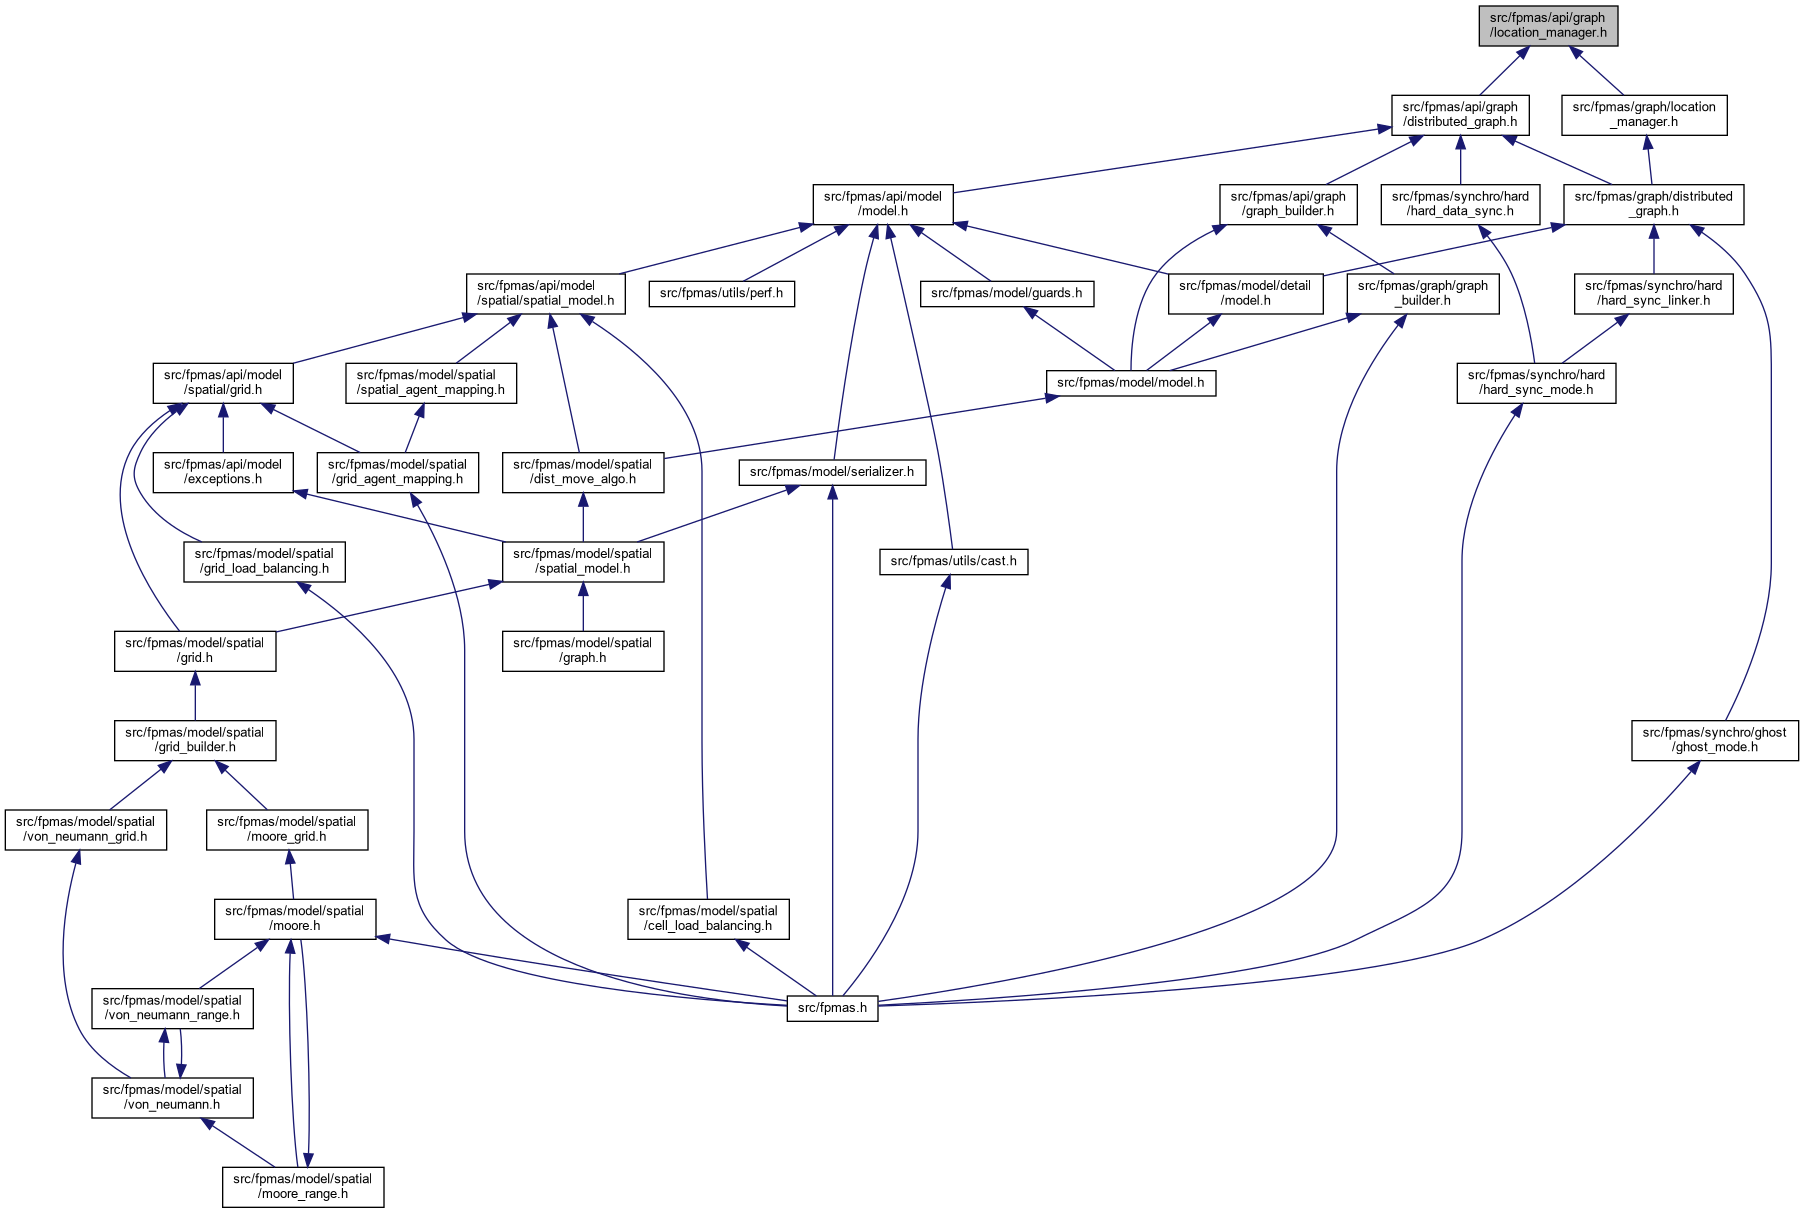 src/fpmas/api/graph
/location_manager.h
src/fpmas/api/graph
/distributed_graph.h
src/fpmas/graph/location
_manager.h
src/fpmas/api/model
/model.h
src/fpmas/api/graph
/graph_builder.h
src/fpmas/synchro/hard
/hard_data_sync.h
src/fpmas/graph/distributed
_graph.h
src/fpmas/api/model
/spatial/spatial_model.h
src/fpmas/utils/perf.h
src/fpmas/model/guards.h
src/fpmas/model/detail
/model.h
src/fpmas/graph/graph
_builder.h
src/fpmas/synchro/hard
/hard_sync_linker.h
src/fpmas/api/model
/spatial/grid.h
src/fpmas/model/spatial
/spatial_agent_mapping.h
src/fpmas/model/model.h
src/fpmas/synchro/hard
/hard_sync_mode.h
src/fpmas/api/model
/exceptions.h
src/fpmas/model/spatial
/grid_agent_mapping.h
src/fpmas/model/spatial
/dist_move_algo.h
src/fpmas/model/serializer.h
src/fpmas/model/spatial
/grid_load_balancing.h
src/fpmas/model/spatial
/spatial_model.h
src/fpmas/utils/cast.h
src/fpmas/model/spatial
/grid.h
src/fpmas/model/spatial
/graph.h
src/fpmas/model/spatial
/grid_builder.h
src/fpmas/synchro/ghost
/ghost_mode.h
src/fpmas/model/spatial
/von_neumann_grid.h
src/fpmas/model/spatial
/moore_grid.h
src/fpmas/model/spatial
/moore.h
src/fpmas/model/spatial
/cell_load_balancing.h
src/fpmas/model/spatial
/von_neumann_range.h
src/fpmas.h
src/fpmas/model/spatial
/von_neumann.h
src/fpmas/model/spatial
/moore_range.h